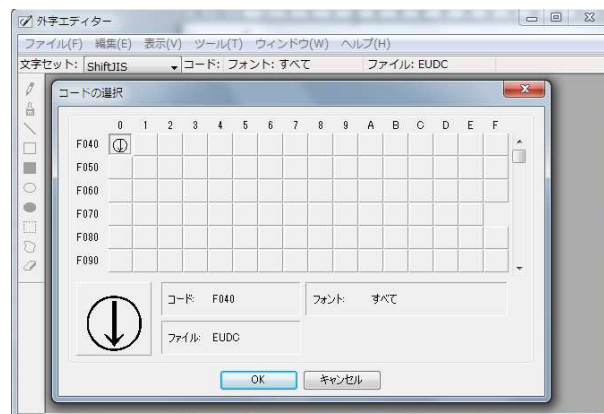 外字エディター
ファイル(F) 編集(E) 表示(V) ツール(T) ウィンドウ(W) ヘルプ(H)
文字セット: ShiftJIS コード: フォント: すべて ファイル: EUDC
コードの選択
0 1 2 3 4 5 6 7 8 9 A B C D E F
F040
F050
F060
F070
F080
F090
コード: F040 フォント: すべて
ファイル: EUDC
OK キャンセル